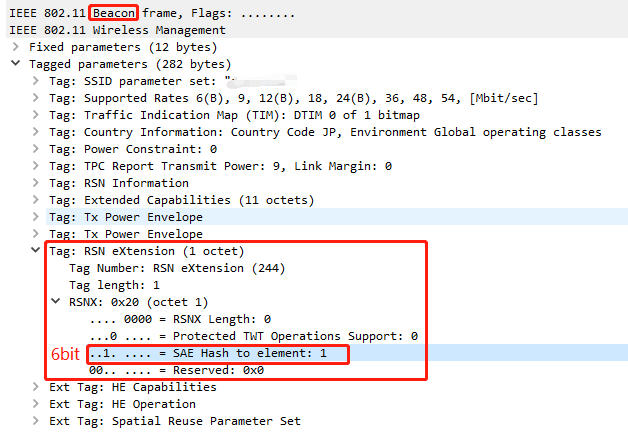 IEEE 802.11 Beacon frame, Flags: ........
IEEE 802.11 Wireless Management
Fixed parameters (12 bytes)
Tagged parameters (282 bytes)
Tag: SSID parameter set: "
Tag: Supported Rates 6(B), 9, 12(B), 18, 24(B), 36, 48, 54, [Mbit/sec]
Tag: Traffic Indication Map (TIM): DTIM 0 of 1 bitmap
Tag: Country Information: Country Code JP, Environment Global operating classes
Tag: Power Constraint: 0
Tag: TPC Report Transmit Power: 9, Link Margin: 0
Tag: RSN Information
Tag: Extended Capabilities (11 octets)
Tag: Tx Power Envelope
Tag: Tx Power Envelope
Tag: RSN eXtension (1 octet)
Tag Number: RSN eXtension (244)
Tag length: 1
RSNX: 0x20 (octet 1)
.... 0000 = RSNX Length: 0
...0 .... = Protected TWT Operations Support: 0
6bit ..1. .... = SAE Hash to element: 1
00.. .... = Reserved: 0x0
Ext Tag: HE Capabilities
Ext Tag: HE Operation
Ext Tag: Spatial Reuse Parameter Set